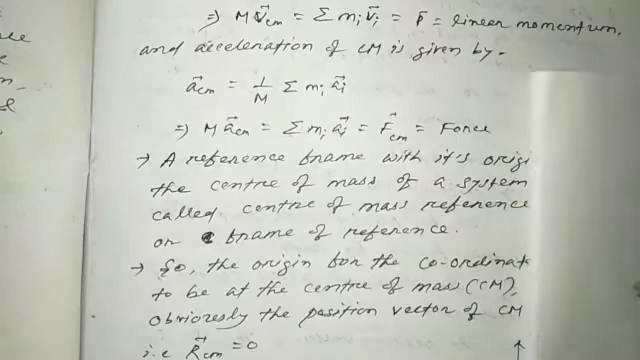 ⇒ M V⃗cm = Σ mi v⃗i = P⃗ = linear momentum,
and acceleration of CM is given by-
a⃗cm = 1/M Σ mi a⃗i
⇒ M a⃗cm = Σ mi a⃗i = F⃗cm = Force
→ A reference frame with it's origi
the centre of mass of a system
called centre of mass reference
or frame of reference.
→ So, the origin for the co-ordinat
to be at the centre of mass (CM),
obviously the position vector of CM
i.e R⃗cm = 0